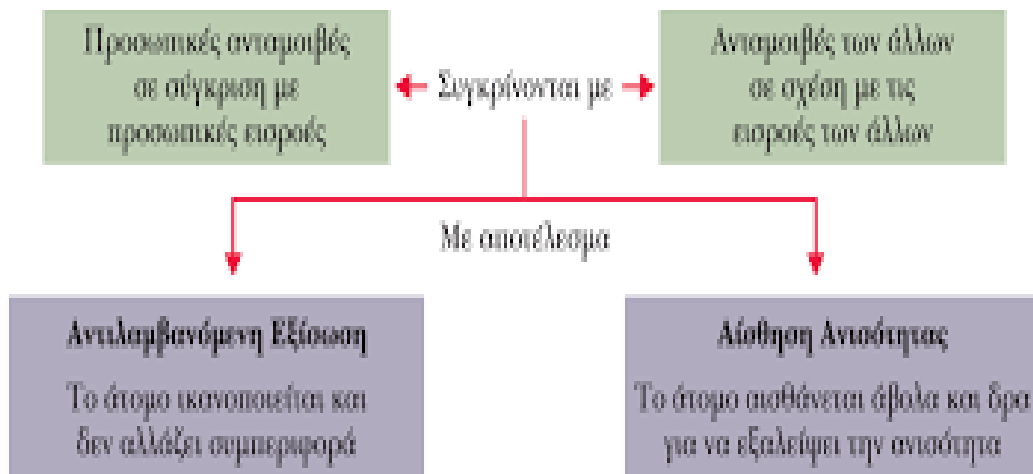 Προσωπικές ανταμοιβές
σε σύγκριση με
προσωπικές εισροές
Συγκρίνονται με
Ανταμοιβές των άλλων
σε σχέση με τις
εισροές των άλλων
Με αποτέλεσμα
Αντιλαμβανόμενη Εξίσωση
Το άτομο ικανοποιείται και
δεν αλλάζει συμπεριφορά
Αίσθηση Ανισότητας
Το άτομο αισθάνεται άβολα και δρα
για να εξαλείψει την ανισότητα